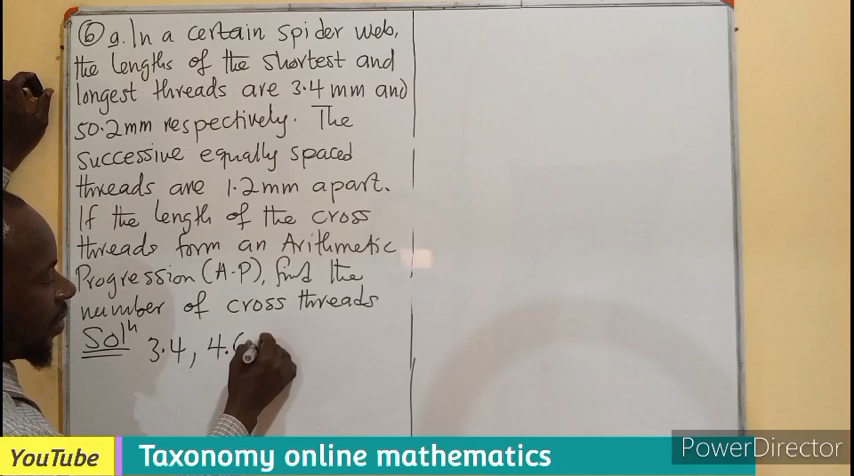 ⑥ a. In a certain spider web,
the lengths of the shortest and
longest threads are 3.4 mm and
50.2mm respectively. The
successive equally spaced
threads are 1.2mm apart.
If the length of the cross
threads form an Arithmetic
Progression (A.P), find the
number of cross threads
Solⁿ 3.4, 4.6
YouTube Taxonomy online mathematics
PowerDirector